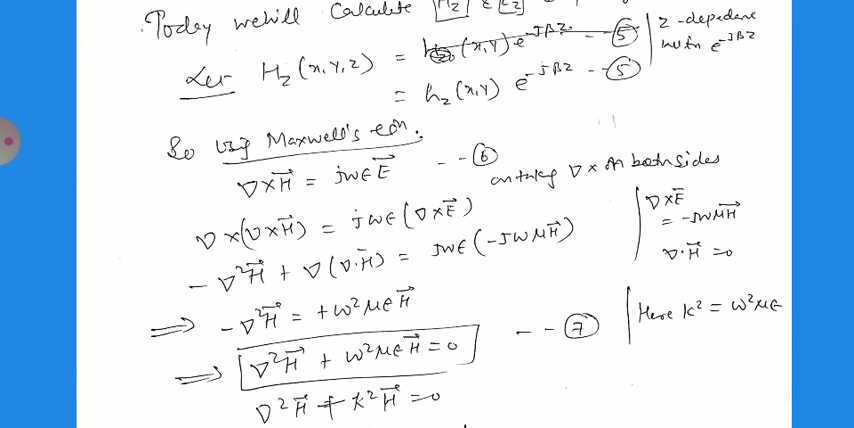 Today we will Calculate [Hz] & [Ez]
Let Hz(x,y,z) = hz(x,y) e^-jβz -- (5) | z-dependence with e^-jβz
= hz(x,y) e^-jβz -- (5)
So using Maxwell's eqn.
∇×H⃗ = jωϵE⃗ -- (6)
on taking ∇× on both sides
∇×(∇×H⃗) = jωϵ(∇×E⃗) | ∇×E⃗ = -jωμH⃗
-∇²H⃗ + ∇(∇·H⃗) = jωϵ(-jωμH⃗) | ∇·H⃗ = 0
⇒ -∇²H⃗ = +ω²μϵH⃗
⇒ ∇²H⃗ + ω²μϵH⃗ = 0 -- (7) | Here k² = ω²μϵ
∇²H⃗ + k²H⃗ = 0